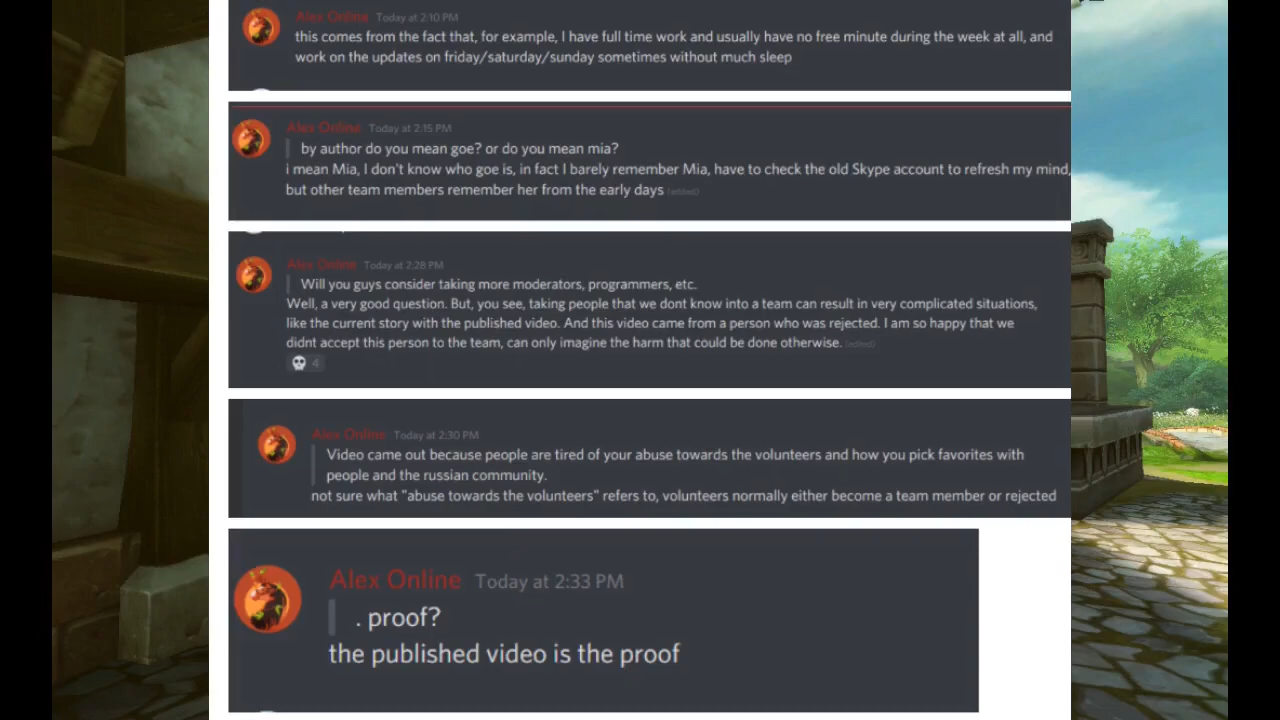 Alex Online Today at 2:10 PM
this comes from the fact that, for example, I have full time work and usually have no free minute during the week at all, and
work on the updates on friday/saturday/sunday sometimes without much sleep
Alex Online Today at 2:15 PM
by author do you mean goe? or do you mean mia?
i mean Mia, I don't know who goe is, in fact I barely remember Mia, have to check the old Skype account to refresh my mind,
but other team members remember her from the early days (edited)
Alex Online Today at 2:28 PM
Will you guys consider taking more moderators, programmers, etc.
Well, a very good question. But, you see, taking people that we dont know into a team can result in very complicated situations,
like the current story with the published video. And this video came from a person who was rejected. I am so happy that we
didnt accept this person to the team, can only imagine the harm that could be done otherwise. (edited)
4
Alex Online Today at 2:30 PM
Video came out because people are tired of your abuse towards the volunteers and how you pick favorites with
people and the russian community.
not sure what "abuse towards the volunteers" refers to, volunteers normally either become a team member or rejected
Alex Online Today at 2:33 PM
. proof?
the published video is the proof